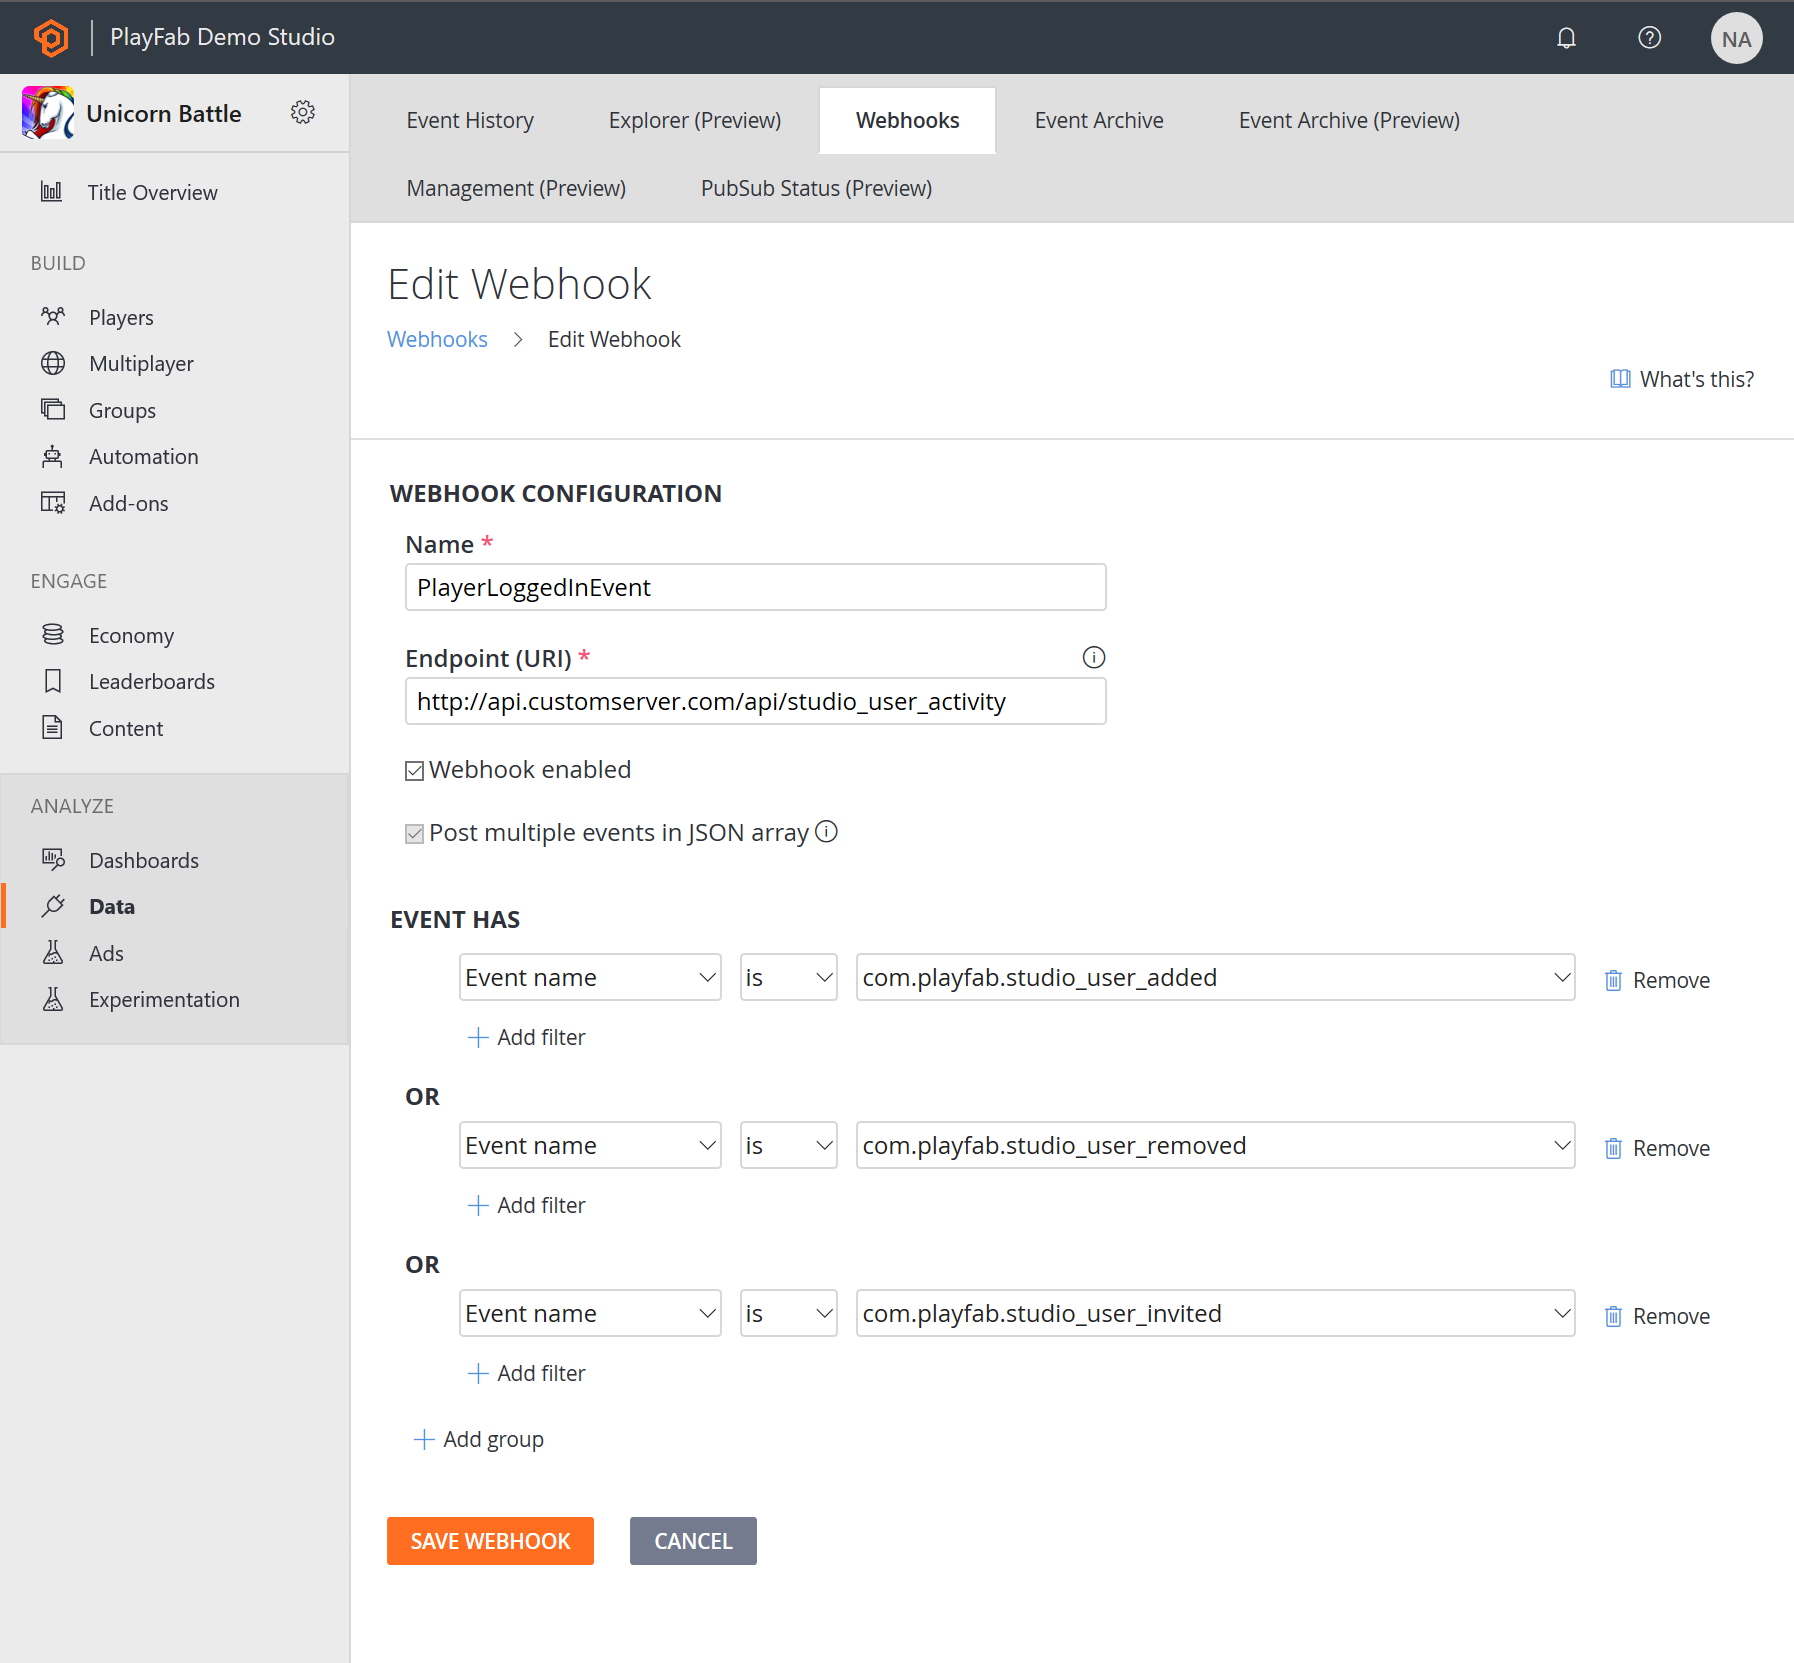 PlayFab Demo Studio
NA
Unicorn Battle
Title Overview
BUILD
Players
Multiplayer
Groups
Automation
Add-ons
ENGAGE
Economy
Leaderboards
Content
ANALYZE
Dashboards
Data
Ads
Experimentation
Event History
Explorer (Preview)
Webhooks
Event Archive
Event Archive (Preview)
Management (Preview)
PubSub Status (Preview)
Edit Webhook
Webhooks > Edit Webhook
What's this?
WEBHOOK CONFIGURATION
Name *
PlayerLoggedInEvent
Endpoint (URI) *
http://api.customserver.com/api/studio_user_activity
Webhook enabled
Post multiple events in JSON array
EVENT HAS
Event name is com.playfab.studio_user_added Remove
Add filter
OR
Event name is com.playfab.studio_user_removed Remove
Add filter
OR
Event name is com.playfab.studio_user_invited Remove
Add filter
Add group
SAVE WEBHOOK CANCEL